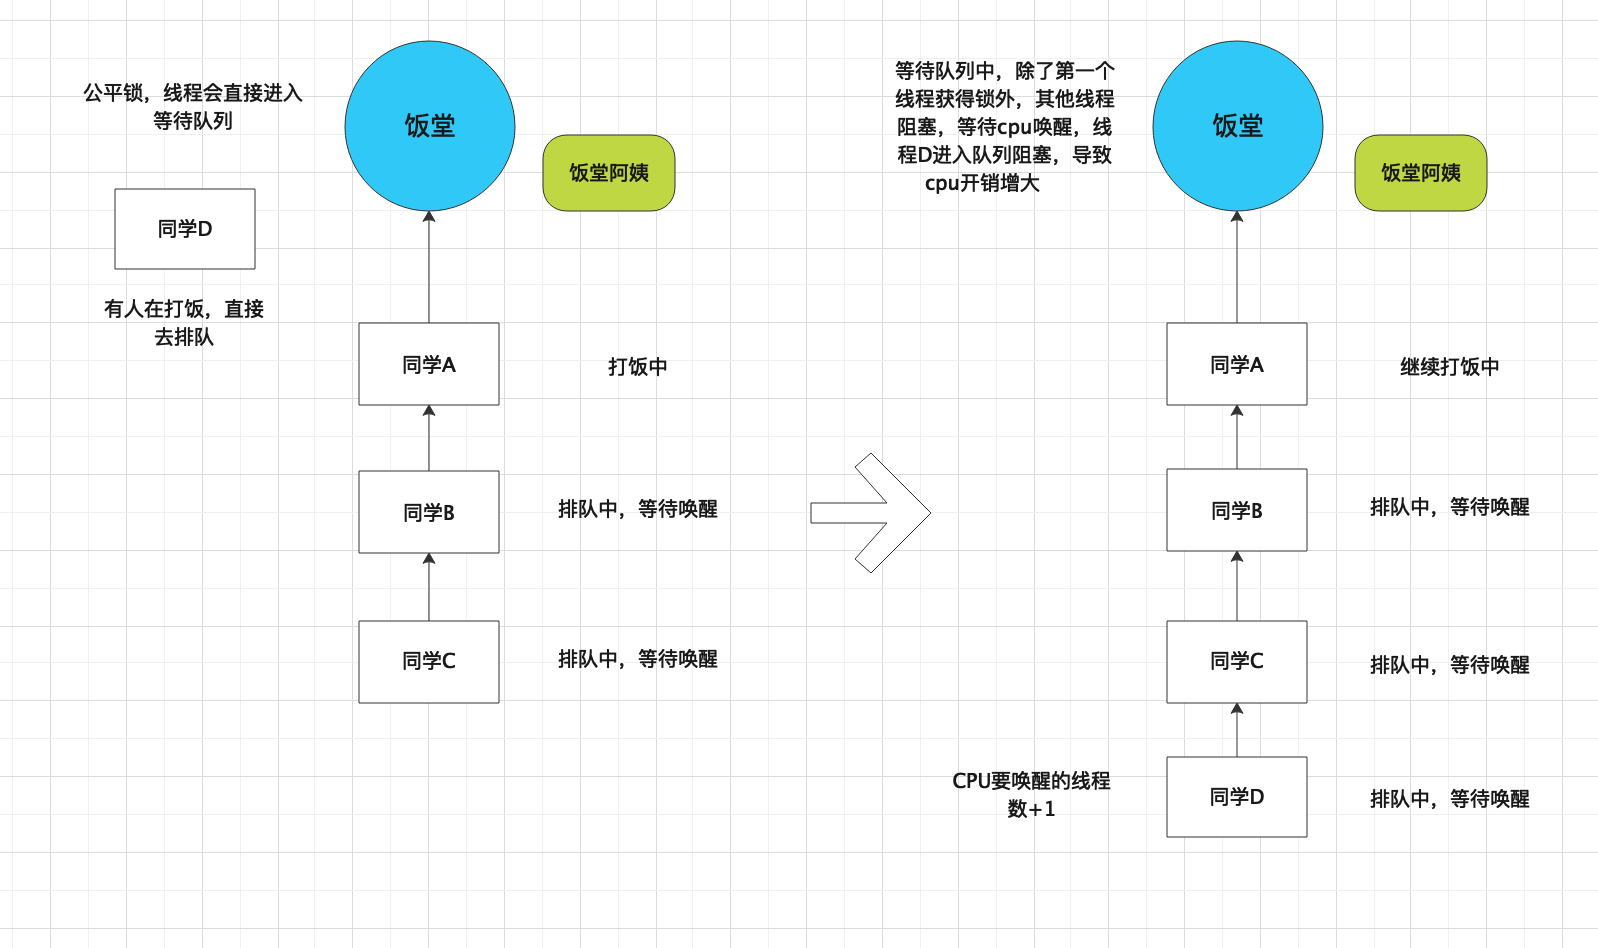 公平锁，线程会直接进入
等待队列
饭堂
饭堂阿姨
同学D
有人在打饭，直接
去排队
同学A
打饭中
同学B
排队中，等待唤醒
同学C
排队中，等待唤醒
等待队列中，除了第一个
线程获得锁外，其他线程
阻塞，等待cpu唤醒，线
程D进入队列阻塞，导致
cpu开销增大
饭堂
饭堂阿姨
同学A
继续打饭中
同学B
排队中，等待唤醒
同学C
排队中，等待唤醒
CPU要唤醒的线程
数+1
同学D
排队中，等待唤醒